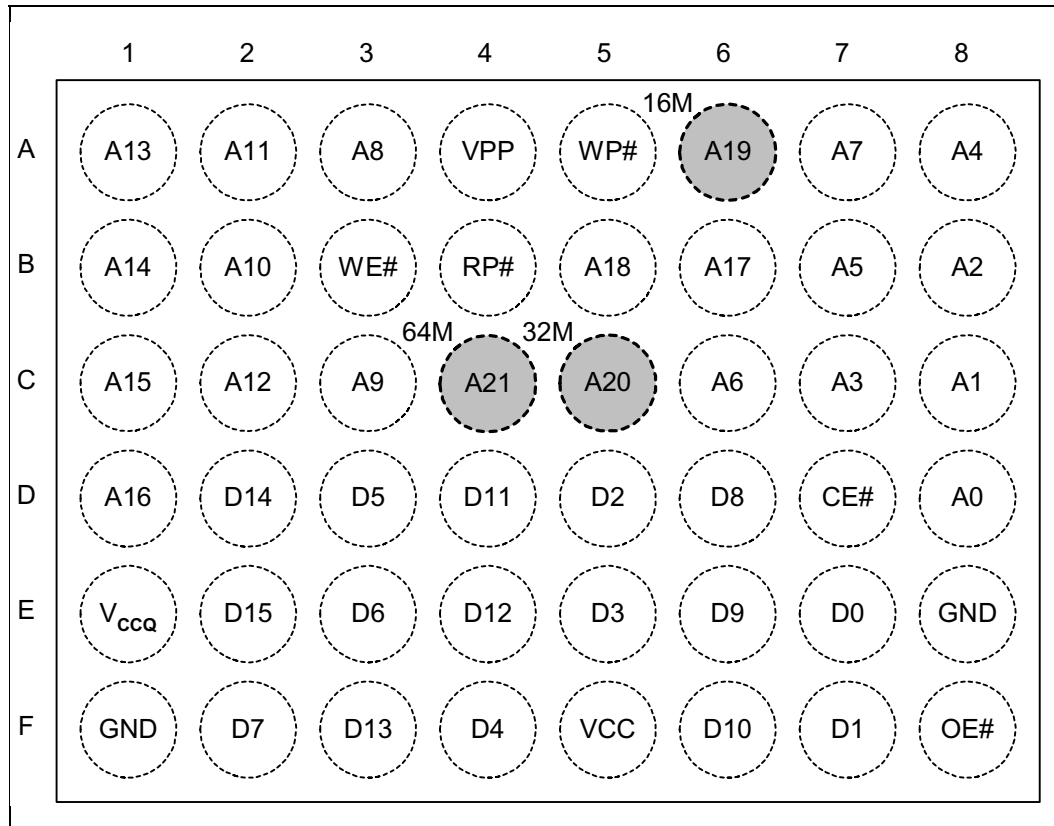 1 2 3 4 5 6 7 8
16M
A A13 A11 A8 VPP WP# A19 A7 A4
B A14 A10 WE# RP# A18 A17 A5 A2
64M 32M
C A15 A12 A9 A21 A20 A6 A3 A1
D A16 D14 D5 D11 D2 D8 CE# A0
E VCCQ D15 D6 D12 D3 D9 D0 GND
F GND D7 D13 D4 VCC D10 D1 OE#